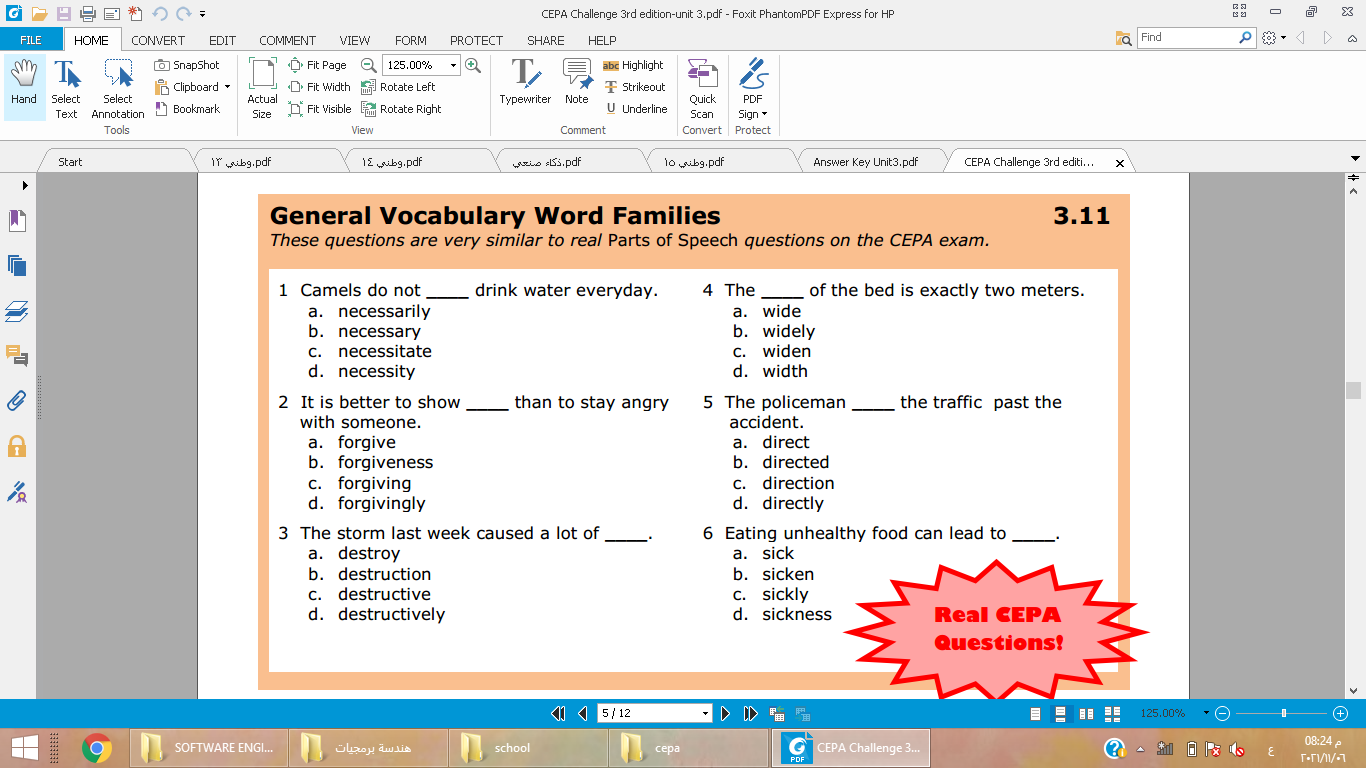 CEPA Challenge 3rd edition-unit 3.pdf - Foxit PhantomPDF Express for HP
FILE HOME CONVERT EDIT COMMENT VIEW FORM PROTECT SHARE HELP
Find
Hand
Select Text
Select Annotation
SnapShot
Clipboard
Bookmark
Tools
Actual Size
Fit Page
Fit Width
Fit Visible
125.00%
Rotate Left
Rotate Right
View
Typewriter
Note
abc Highlight
T Strikeout
U Underline
Comment
Quick Scan
Convert
PDF Sign
Protect
Start
وطني ١٣.pdf
وطني ١٤.pdf
ذكاء صنعي.pdf
وطني ١٥.pdf
Answer Key Unit3.pdf
CEPA Challenge 3rd editi...
General Vocabulary Word Families 3.11
These questions are very similar to real Parts of Speech questions on the CEPA exam.
1 Camels do not ____ drink water everyday.
a. necessarily
b. necessary
c. necessitate
d. necessity
2 It is better to show ____ than to stay angry
with someone.
a. forgive
b. forgiveness
c. forgiving
d. forgivingly
3 The storm last week caused a lot of ____.
a. destroy
b. destruction
c. destructive
d. destructively
4 The ____ of the bed is exactly two meters.
a. wide
b. widely
c. widen
d. width
5 The policeman ____ the traffic past the
accident.
a. direct
b. directed
c. direction
d. directly
6 Eating unhealthy food can lead to ____.
a. sick
b. sicken
c. sickly
d. sickness
Real CEPA
Questions!
5 / 12
125.00%
SOFTWARE ENGI...
هندسة برمجيات
school
cepa
PDF
CEPA Challenge 3...
ع
08:24 م
٢٠٢١/١١/٠٦